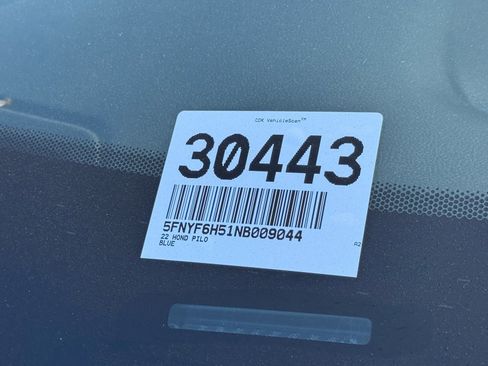 CDK VehicleScan™
30443
5FNYF6H51NB009044
22 HOND PILO
BLUE
A2